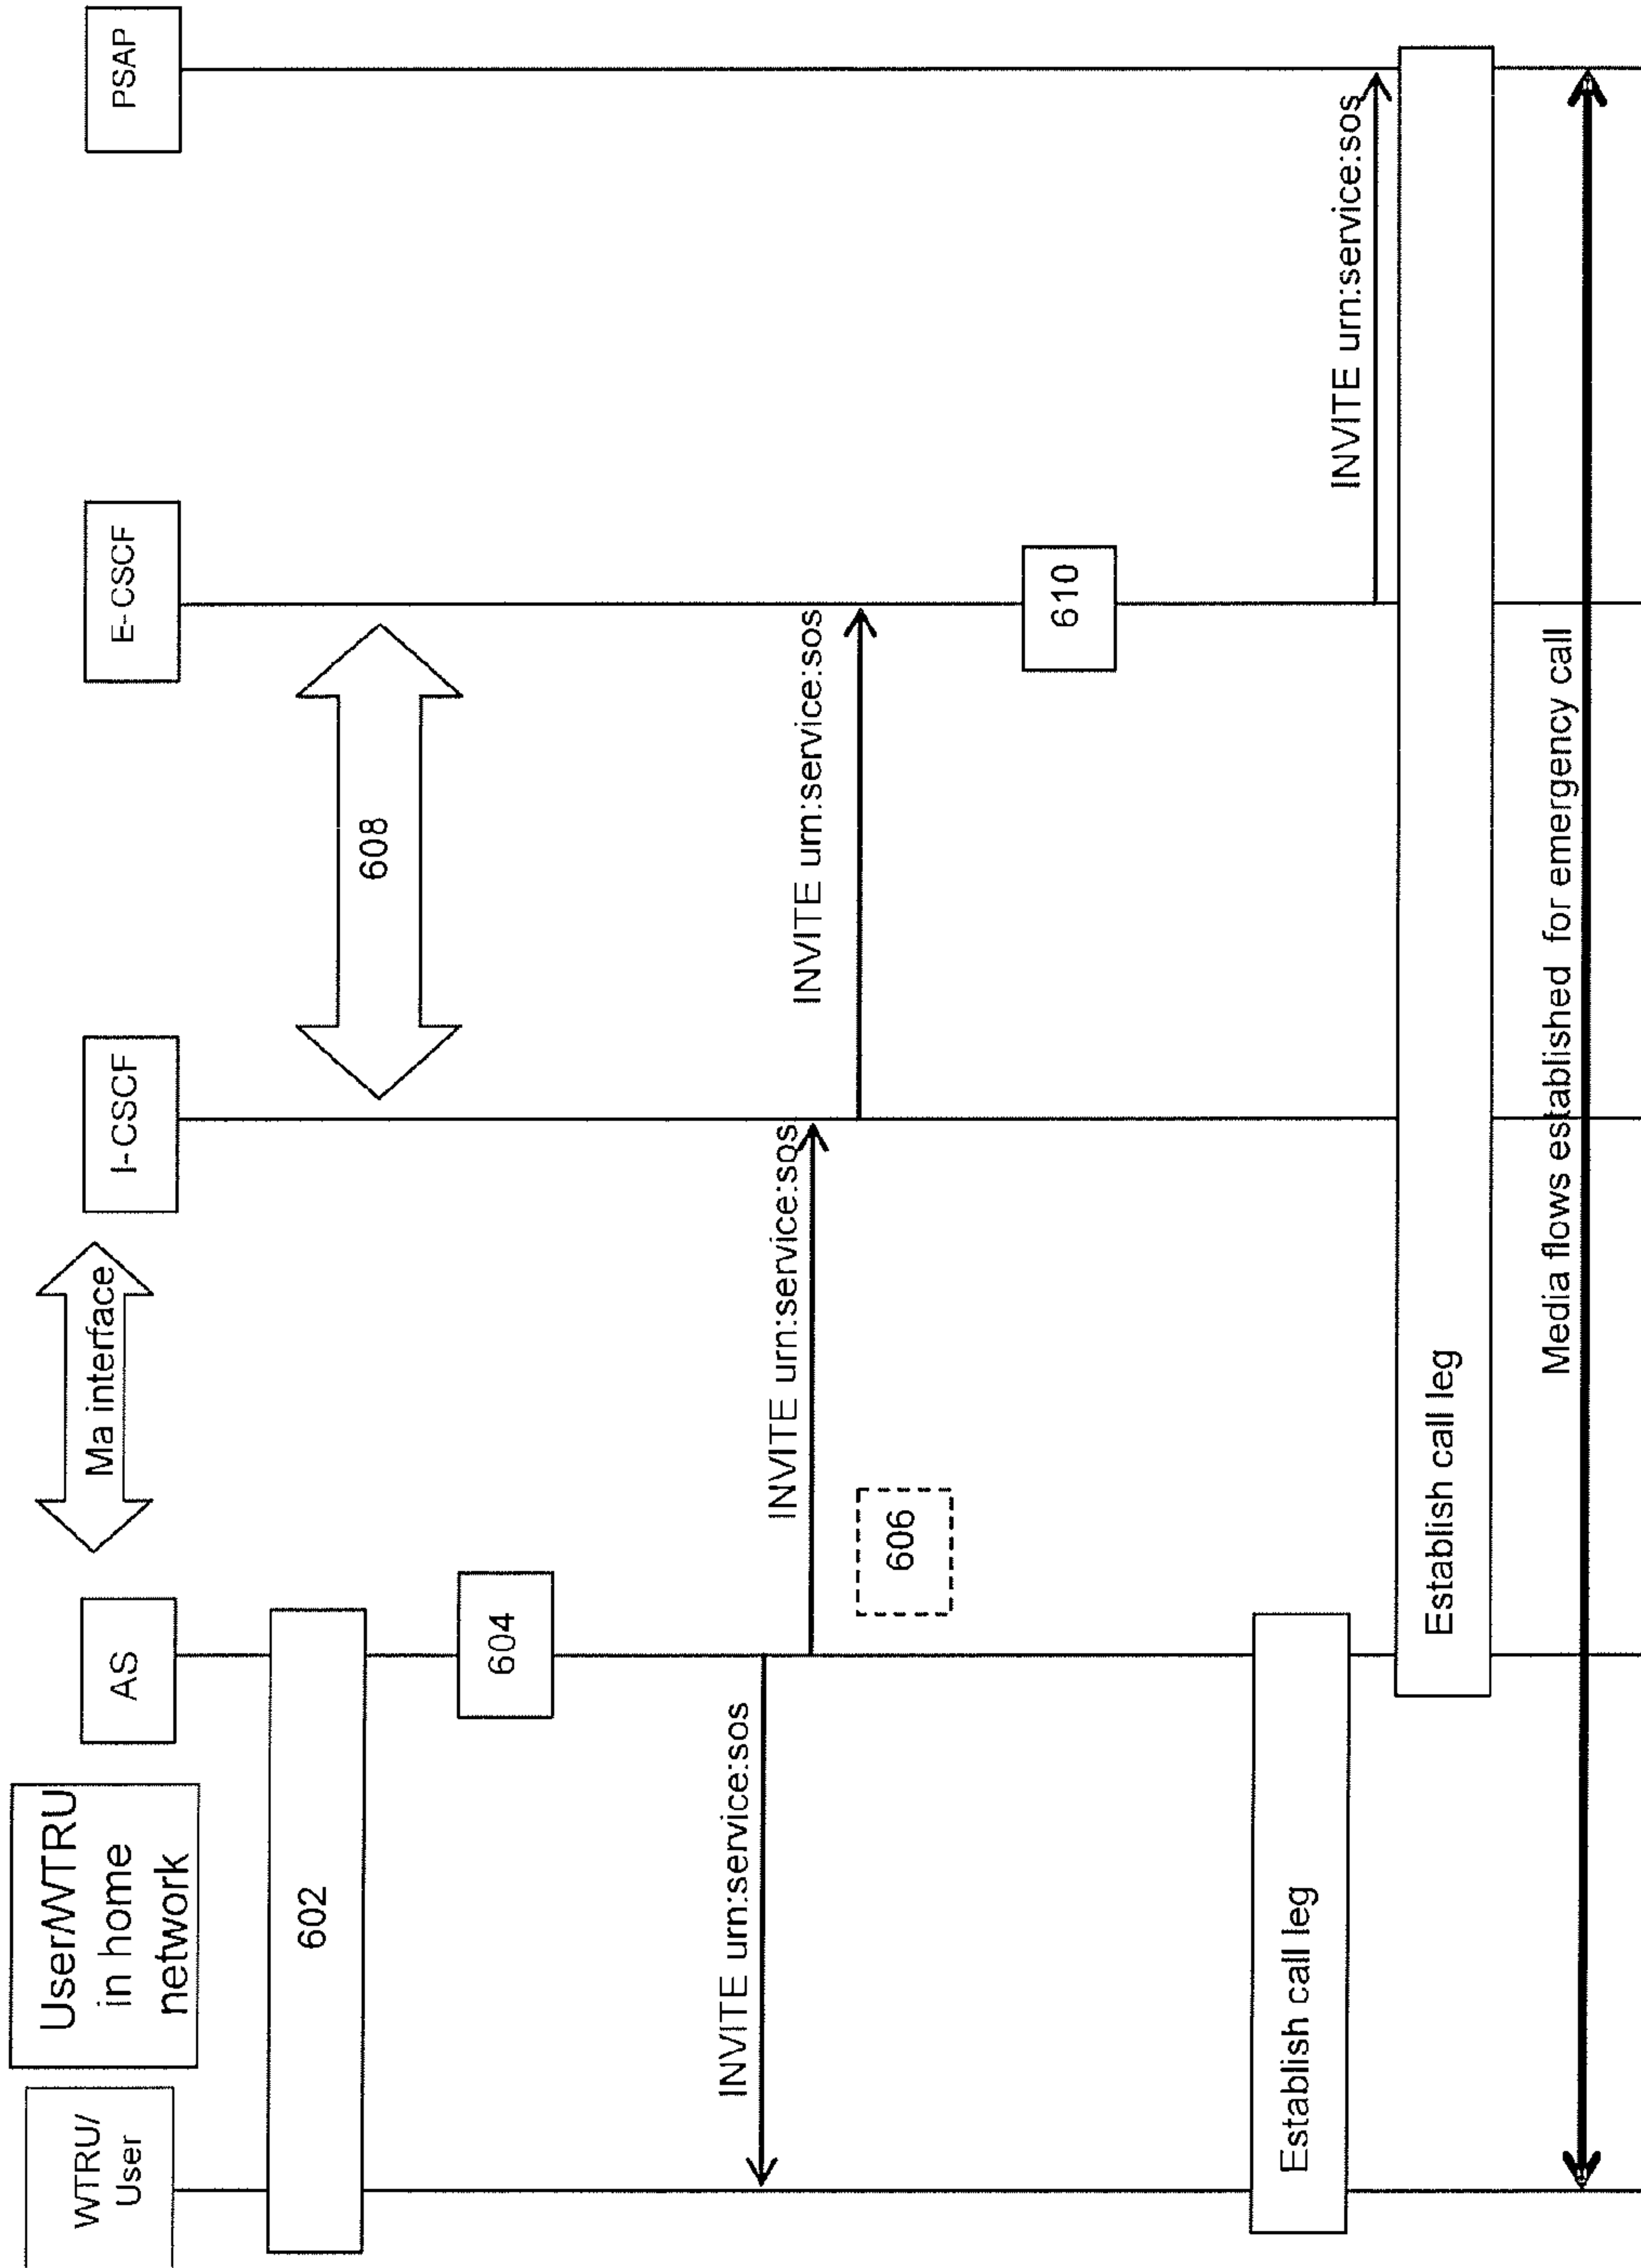 WTRU/
User
User/WTRU
in home
network
AS
Ma interface
I-CSCF
E-CSCF
PSAP
602
608
604
INVITE urn:service:sos
INVITE urn:service:sos
INVITE urn:service:sos
606
610
Establish call leg
INVITE urn:service:sos
Establish call leg
Media flows established for emergency call